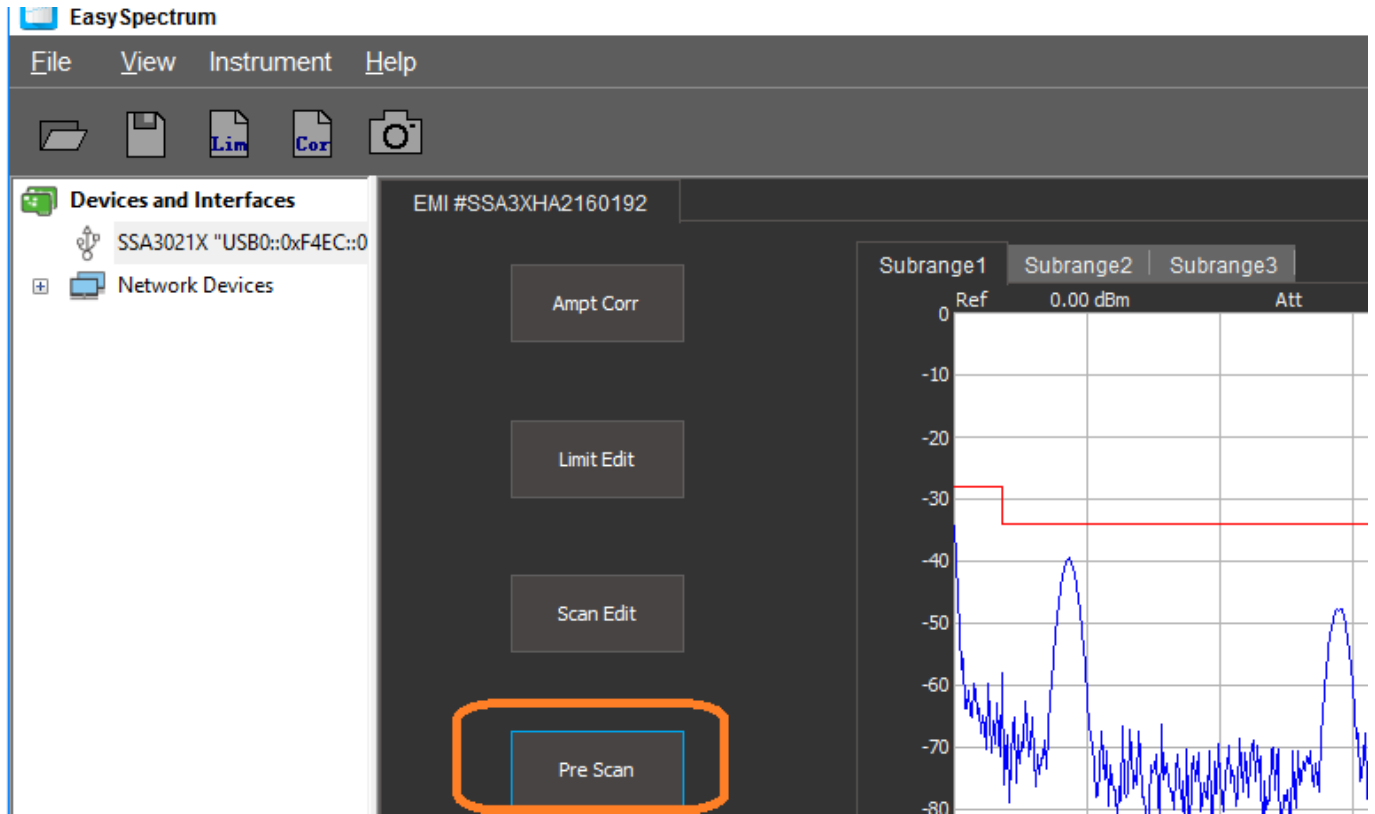 EasySpectrum
File View Instrument Help
Lim Cor
Devices and Interfaces
SSA3021X "USB0::0xF4EC::0
Network Devices
EMI #SSA3XHA2160192
Ampt Corr
Limit Edit
Scan Edit
Pre Scan
Subrange1 Subrange2 Subrange3
Ref 0.00 dBm Att
0
-10
-20
-30
-40
-50
-60
-70
-80